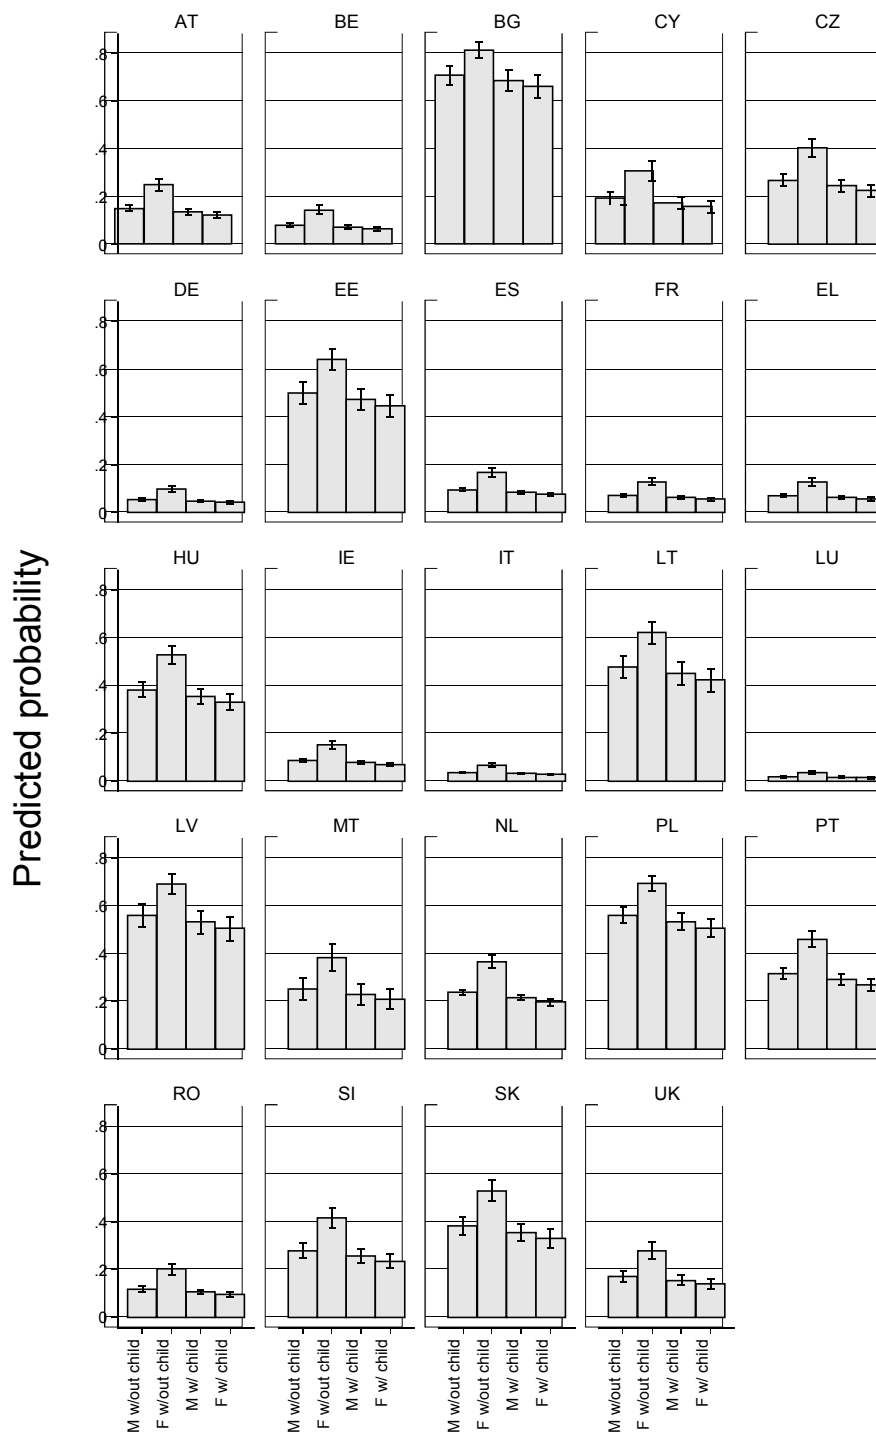 Predicted probability
AT BE BG CY CZ
.8
.6
.4
.2
0
DE EE ES FR EL
.8
.6
.4
.2
0
HU IE IT LT LU
.8
.6
.4
.2
0
LV MT NL PL PT
.8
.6
.4
.2
0
RO SI SK UK
.8
.6
.4
.2
0
M w/out child
F w/out child
M w/ child
F w/ child
M w/out child
F w/out child
M w/ child
F w/ child
M w/out child
F w/out child
M w/ child
F w/ child
M w/out child
F w/out child
M w/ child
F w/ child